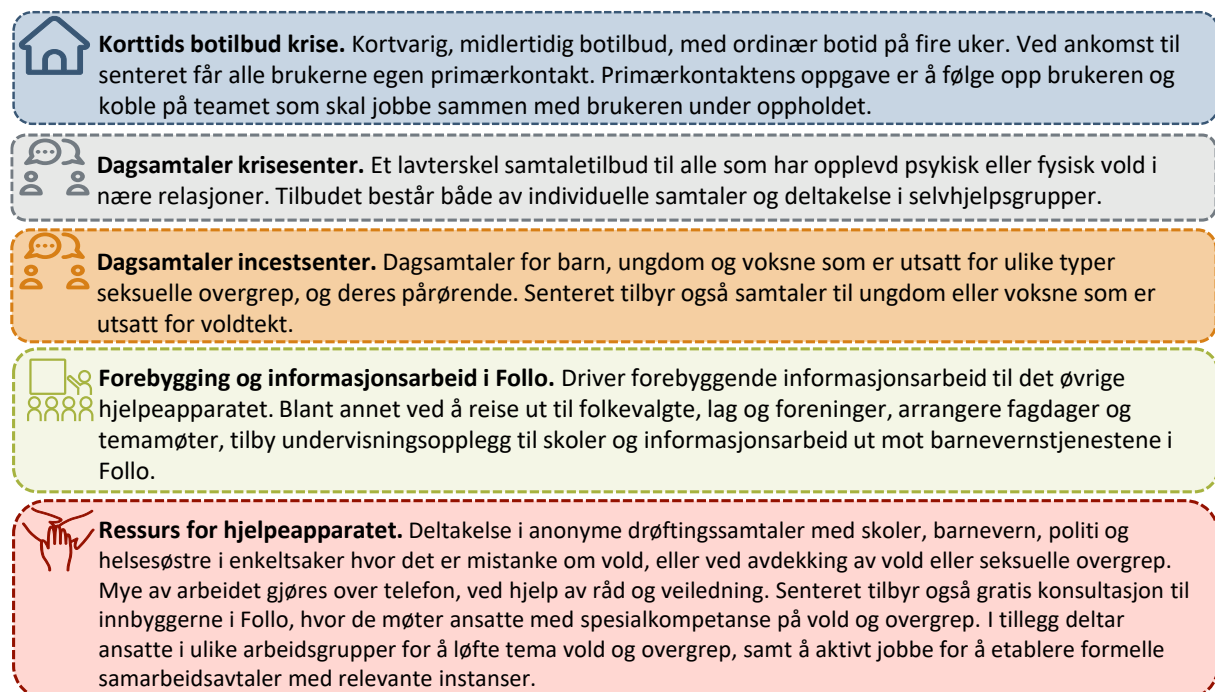 Korttids botilbud krise. Kortvarig, midlertidig botilbud, med ordinær botid på fire uker. Ved ankomst til
senteret får alle brukerne egen primærkontakt. Primærkontaktens oppgave er å følge opp brukeren og
koble på teamet som skal jobbe sammen med brukeren under oppholdet.
Dagsamtaler krisesenter. Et lavterskel samtaletilbud til alle som har opplevd psykisk eller fysisk vold i
nære relasjoner. Tilbudet består både av individuelle samtaler og deltakelse i selvhjelpsgrupper.
Dagsamtaler incestsenter. Dagsamtaler for barn, ungdom og voksne som er utsatt for ulike typer
seksuelle overgrep, og deres pårørende. Senteret tilbyr også samtaler til ungdom eller voksne som er
utsatt for voldtekt.
Forebygging og informasjonsarbeid i Follo. Driver forebyggende informasjonsarbeid til det øvrige
hjelpeapparatet. Blant annet ved å reise ut til folkevalgte, lag og foreninger, arrangere fagdager og
temamøter, tilby undervisningsopplegg til skoler og informasjonsarbeid ut mot barnevernstjenestene i
Follo.
Ressurs for hjelpeapparatet. Deltakelse i anonyme drøftingssamtaler med skoler, barnevern, politi og
helsesøstre i enkeltsaker hvor det er mistanke om vold, eller ved avdekking av vold eller seksuelle overgrep.
Mye av arbeidet gjøres over telefon, ved hjelp av råd og veiledning. Senteret tilbyr også gratis konsultasjon til
innbyggerne i Follo, hvor de møter ansatte med spesialkompetanse på vold og overgrep. I tillegg deltar
ansatte i ulike arbeidsgrupper for å løfte tema vold og overgrep, samt å aktivt jobbe for å etablere formelle
samarbeidsavtaler med relevante instanser.